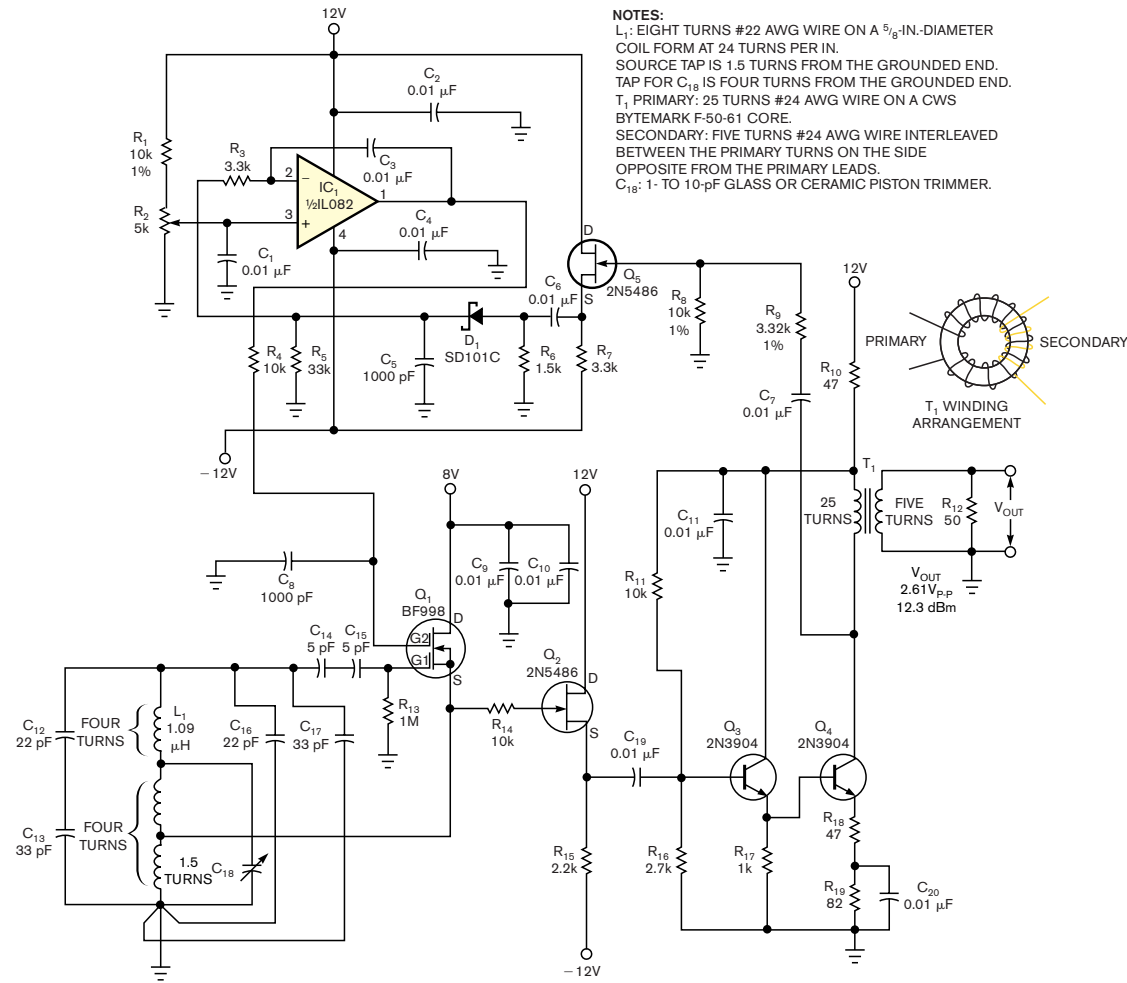 NOTES:
L1: EIGHT TURNS #22 AWG WIRE ON A 5/8-IN.-DIAMETER
COIL FORM AT 24 TURNS PER IN.
SOURCE TAP IS 1.5 TURNS FROM THE GROUNDED END.
TAP FOR C18 IS FOUR TURNS FROM THE GROUNDED END.
T1 PRIMARY: 25 TURNS #24 AWG WIRE ON A CWS
BYTEMARK F-50-61 CORE.
SECONDARY: FIVE TURNS #24 AWG WIRE INTERLEAVED
BETWEEN THE PRIMARY TURNS ON THE SIDE
OPPOSITE FROM THE PRIMARY LEADS.
C18: 1- TO 10-pF GLASS OR CERAMIC PISTON TRIMMER.
12V
C2
0.01 µF
R1
10k
1%
R3
3.3k
C3
0.01 µF
2
−
IC1
½IL082
1
3
+
4
R2
5k
C1
0.01 µF
C4
0.01 µF
D
Q5
2N5486
S
C6
0.01 µF
R8
10k
1%
R9
3.32k
1%
12V
R10
47
PRIMARY
SECONDARY
T1 WINDING
ARRANGEMENT
R4
10k
R5
33k
C5
1000 pF
D1
SD101C
R6
1.5k
R7
3.3k
C7
0.01 µF
−12V
8V
12V
C11
0.01 µF
T1
25
TURNS
FIVE
TURNS
R12
50
VOUT
VOUT
2.61VP-P
12.3 dBm
C8
1000 pF
C9
0.01 µF
C10
0.01 µF
R11
10k
Q1
BF998
D
G2
G1
S
C14
5 pF
C15
5 pF
R13
1M
Q2
2N5486
D
S
R14
10k
C12
22 pF
FOUR
TURNS
L1
1.09
µH
C16
22 pF
C17
33 pF
C19
0.01 µF
Q3
2N3904
Q4
2N3904
C13
33 pF
FOUR
TURNS
1.5
TURNS
C18
R15
2.2k
R16
2.7k
R17
1k
R18
47
R19
82
C20
0.01 µF
−12V